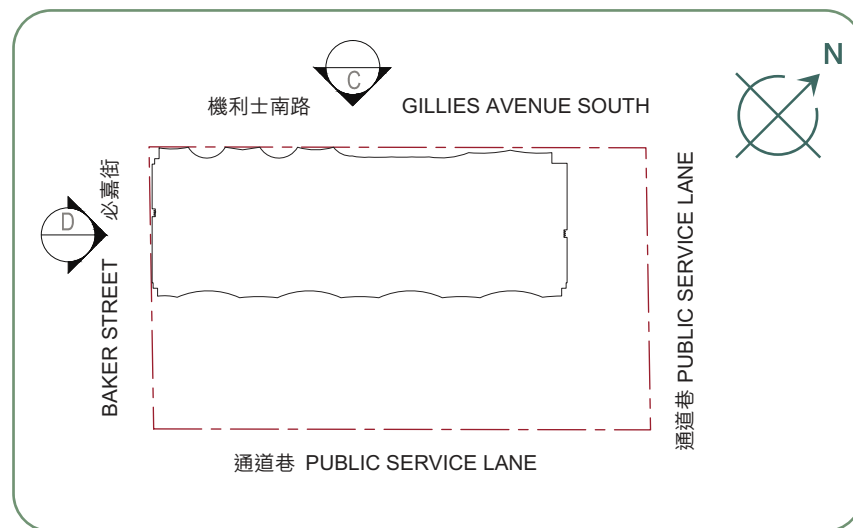 C
N
機利士南路 GILLIES AVENUE SOUTH
D
必嘉街
BAKER STREET
通道巷 PUBLIC SERVICE LANE
通道巷 PUBLIC SERVICE LANE